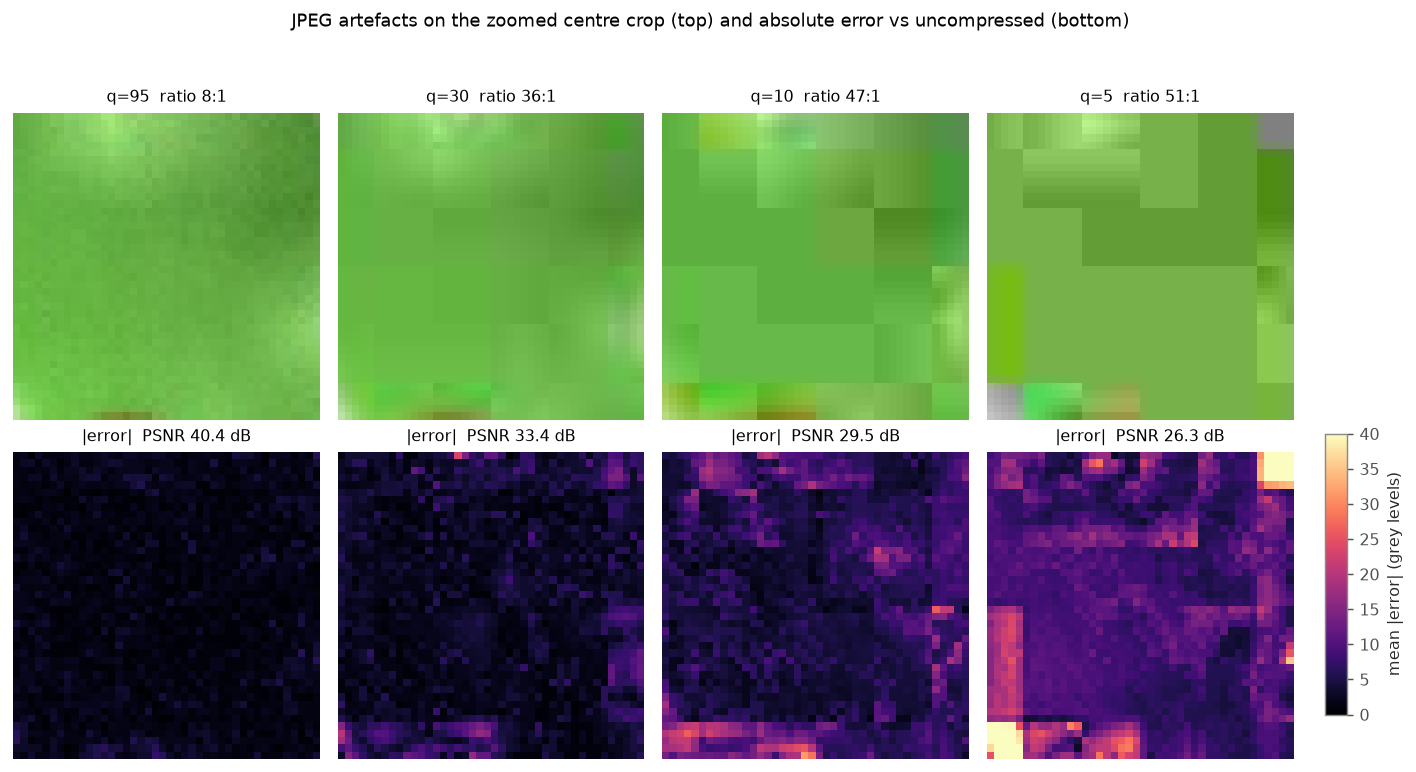 JPEG artefacts on the zoomed centre crop (top) and absolute error vs uncompressed (bottom)
q=95  ratio 8:1
q=30  ratio 36:1
q=10  ratio 47:1
q=5  ratio 51:1
|error|  PSNR 40.4 dB
|error|  PSNR 33.4 dB
|error|  PSNR 29.5 dB
|error|  PSNR 26.3 dB
40
35
30
25
20
15
10
5
0
mean |error| (grey levels)